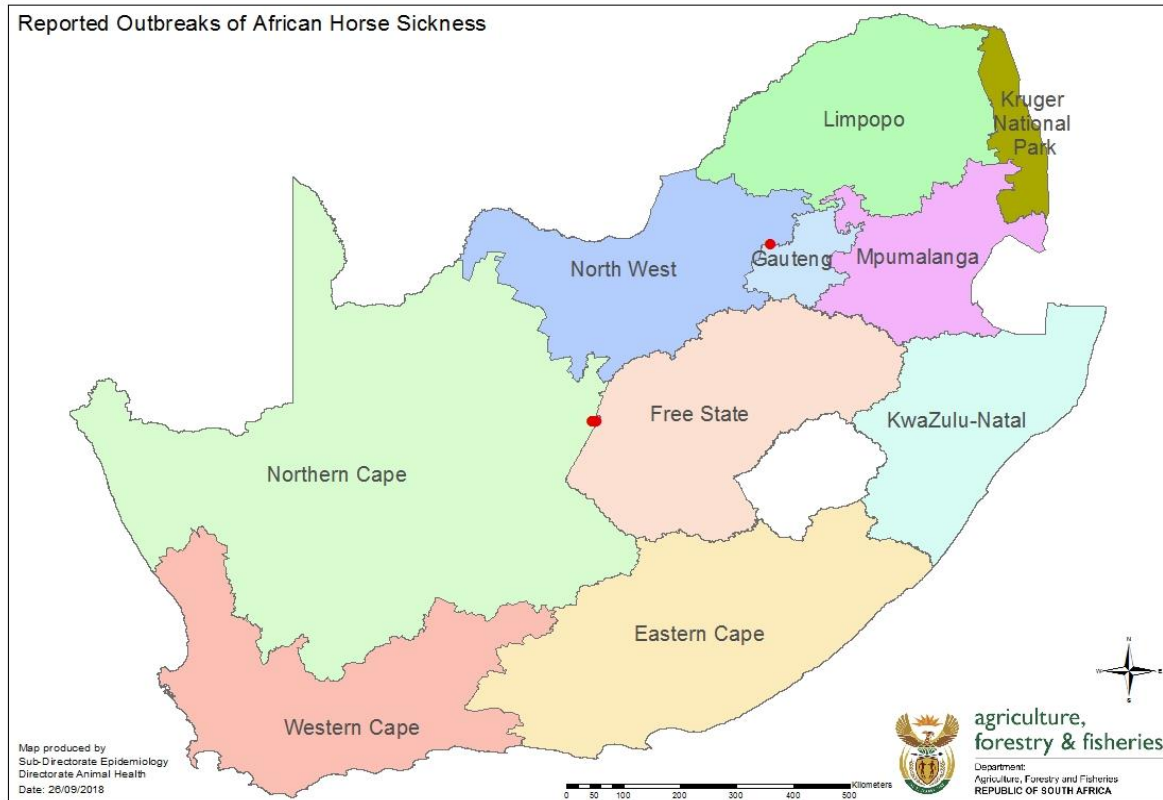 Reported Outbreaks of African Horse Sickness
Limpopo
Kruger
National
Park
North West
Gauteng
Mpumalanga
Free State
KwaZulu-Natal
Northern Cape
Eastern Cape
Western Cape
N
W
E
S
Map produced by
Sub-Directorate Epidemiology
Directorate Animal Health
Date: 26/09/2018
Kilometers
0 50 100 200 300 400 500
agriculture,
forestry & fisheries
Department:
Agriculture, Forestry and Fisheries
REPUBLIC OF SOUTH AFRICA